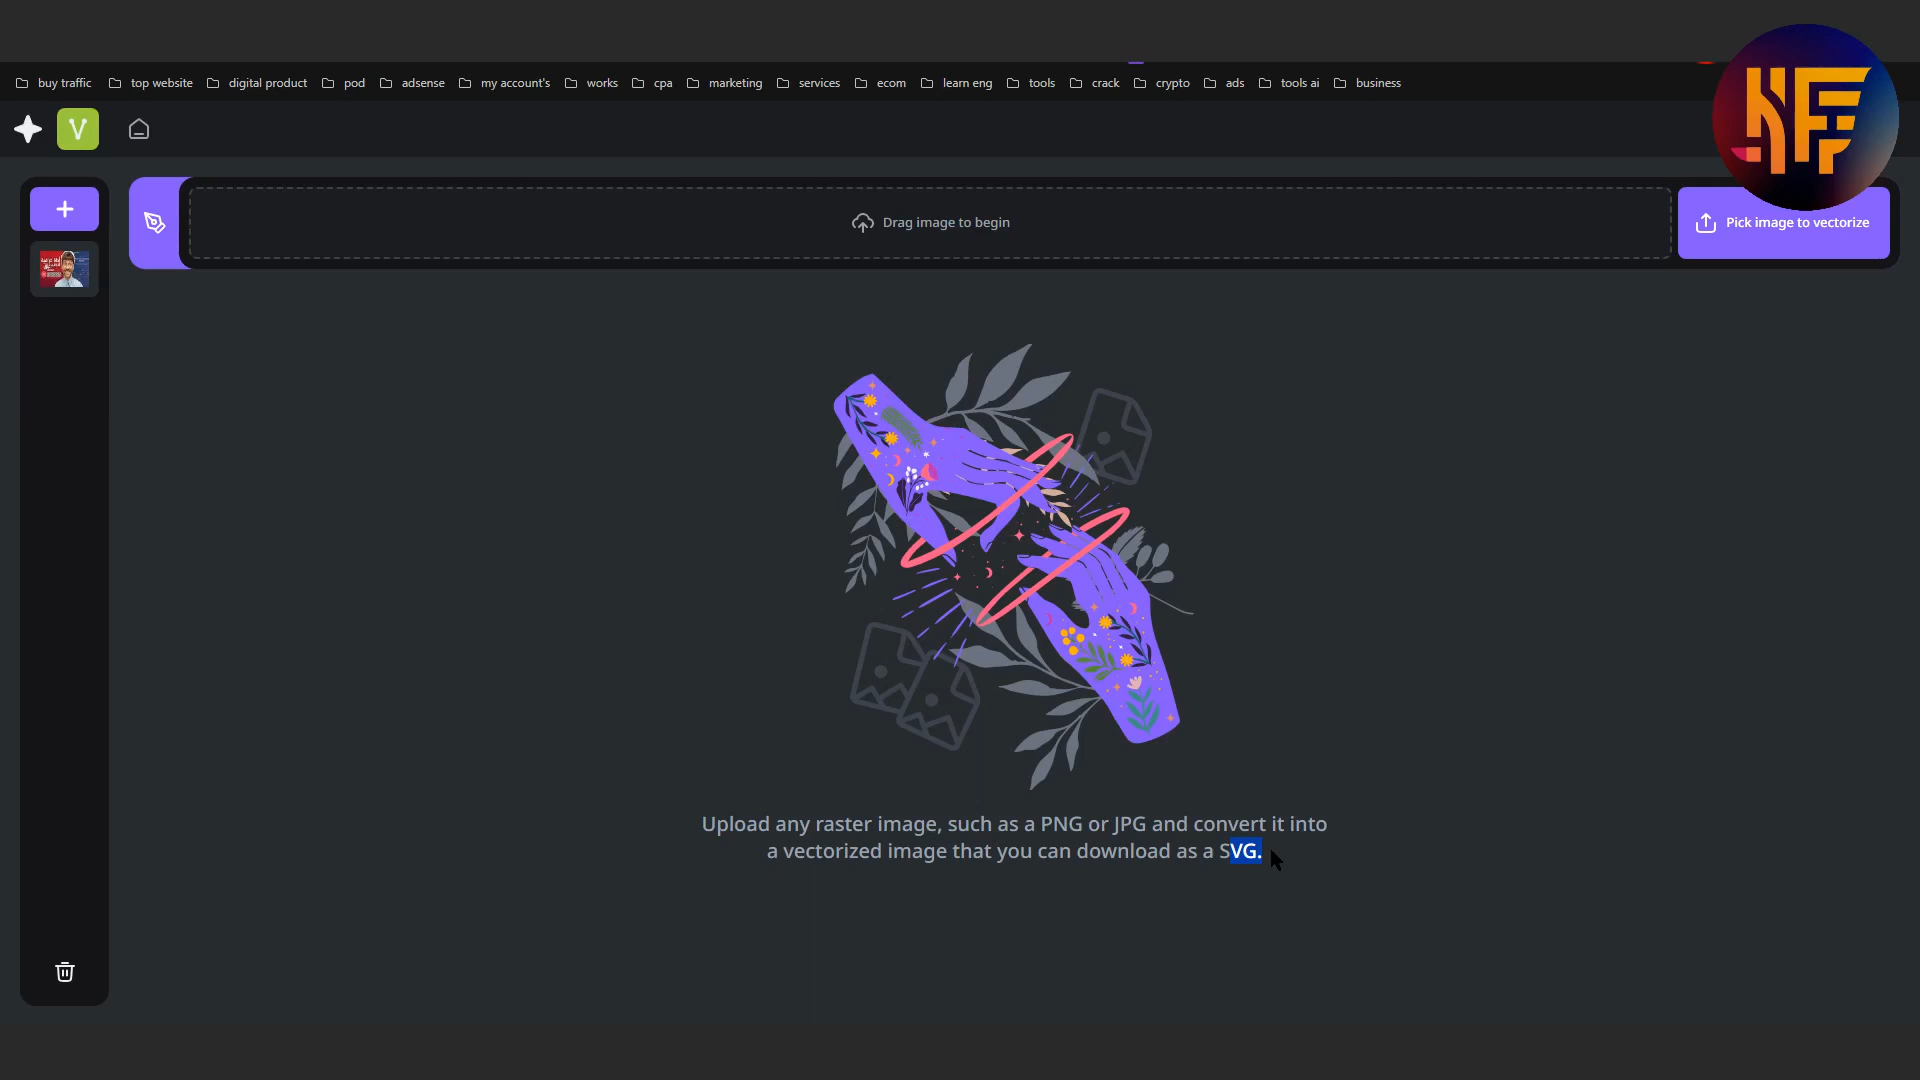 buy traffic top website digital product pod adsense my account's works cpa marketing services ecom learn eng tools crack crypto ads tools ai business
Drag image to begin
Pick image to vectorize
Upload any raster image, such as a PNG or JPG and convert it into
a vectorized image that you can download as a SVG.